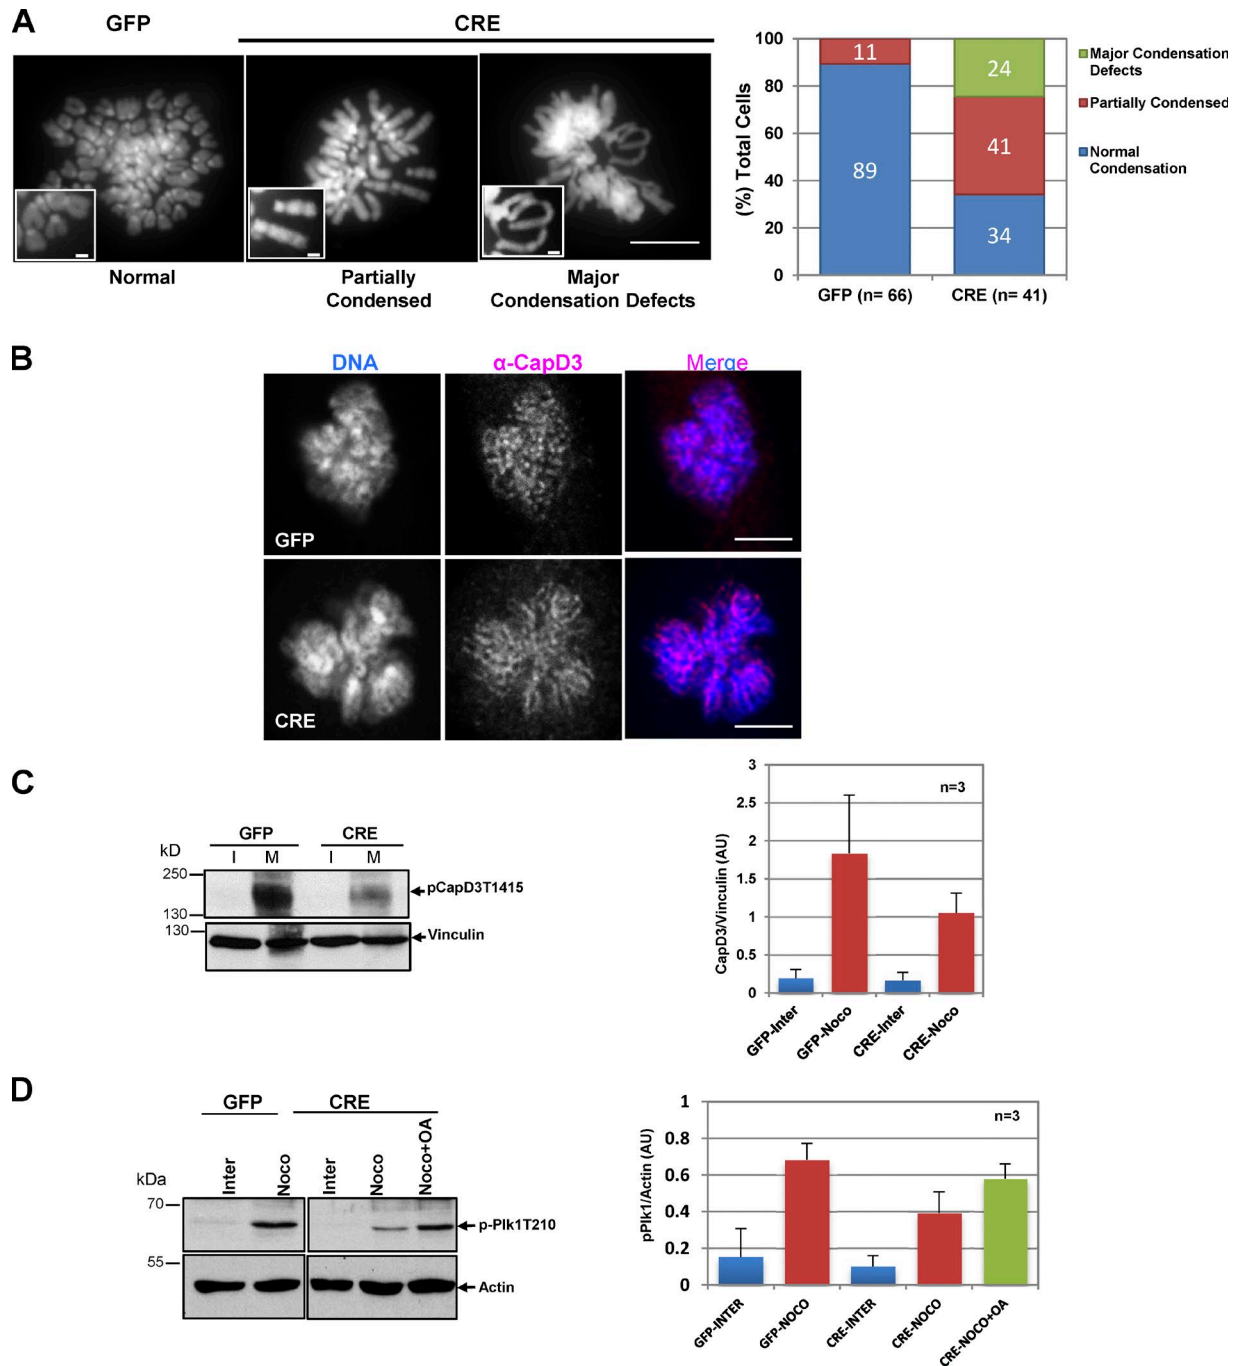 A
GFP
CRE
Normal
Partially
Condensed
Major
Condensation Defects
(%) Total Cells
100
80
60
40
20
0
11
89
24
41
34
GFP (n= 66)
CRE (n= 41)
Major Condensation
Defects
Partially Condensed
Normal
Condensation
B
DNA
α-CapD3
Merge
GFP
CRE
C
GFP
CRE
kD
I
M
I
M
250
130
130
pCapD3T1415
Vinculin
CapD3/Vinculin (AU)
3
2.5
2
1.5
1
0.5
0
n=3
GFP-Inter
GFP-Noco
CRE-Inter
CRE-Noco
D
GFP
CRE
kDa
Inter
Noco
Inter
Noco
Noco+OA
70
55
p-Plk1T210
Actin
pPlk1/Actin (AU)
1
0.8
0.6
0.4
0.2
0
n=3
GFP-INTER
GFP-NOCO
CRE-INTER
CRE-NOCO
CRE-NOCO+OA